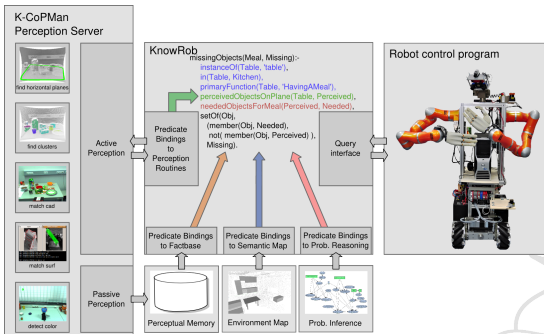 K-CoPMan
Perception Server
find horizontal planes
find clusters
match cad
match surf
detect color
Active
Perception
Passive
Perception
KnowRob
missingObjects(Meal, Missing):-
instanceOf(Table, 'table'),
in(Table, Kitchen),
primaryFunction(Table, 'HavingAMeal'),
perceivedObjectsOnPlane(Table, Perceived),
neededObjectsForMeal(Perceived, Needed),
setOf(Obj,
(member(Obj, Needed),
not( member(Obj, Perceived) ),
Missing).
Predicate
Bindings
to
Perception
Routines
Query
interface
Predicate Bindings
to Factbase
Predicate Bindings
to Semantic Map
Predicate Bindings
to Prob. Reasoning
Perceptual Memory
Environment Map
Prob. Inference
Robot control program